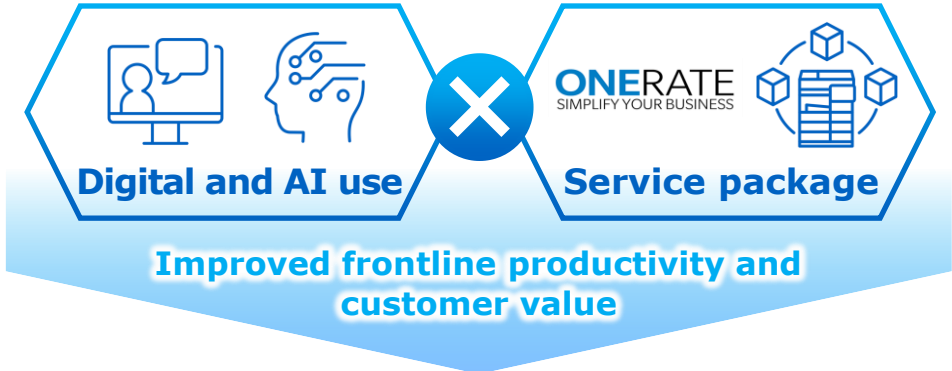 ONERATE
SIMPLIFY YOUR BUSINESS
Digital and AI use
Service package
Improved frontline productivity and
customer value